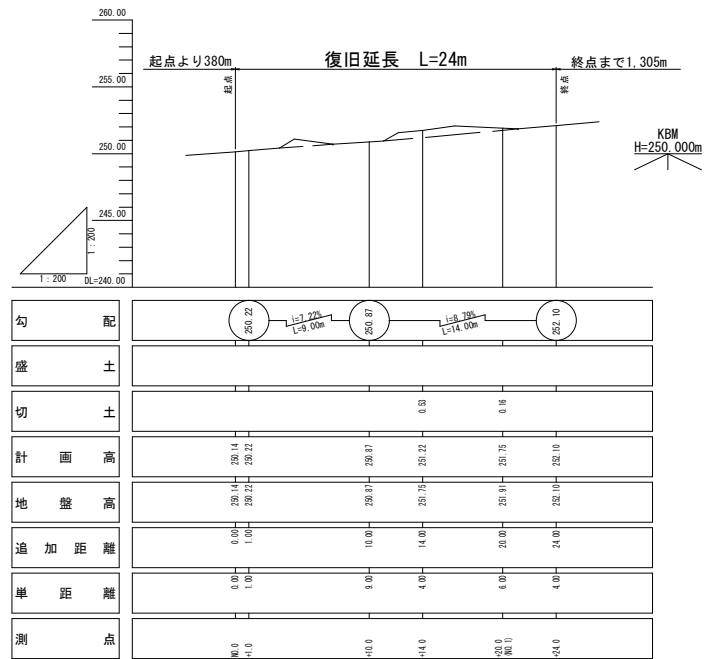 260.00
255.00
250.00
245.00
DL=240.00
1 : 200
1 : 200
起点より380m
復旧延長 L=24m
終点まで1,305m
起点
終点
KBM
H=250.000m
勾配
250.22
i=7.22%
L=9.00m
250.87
i=8.79%
L=14.00m
252.10
盛土
切土
0.53
0.16
計画高
250.14
250.22
250.87
251.22
251.75
252.10
地盤高
250.14
250.22
250.87
251.75
251.91
252.10
追加距離
0.00
1.00
10.00
14.00
20.00
24.00
単距離
0.00
1.00
9.00
4.00
6.00
4.00
測点
NO.0
+1.0
+10.0
+14.0
+20.0
(NO.1)
+24.0